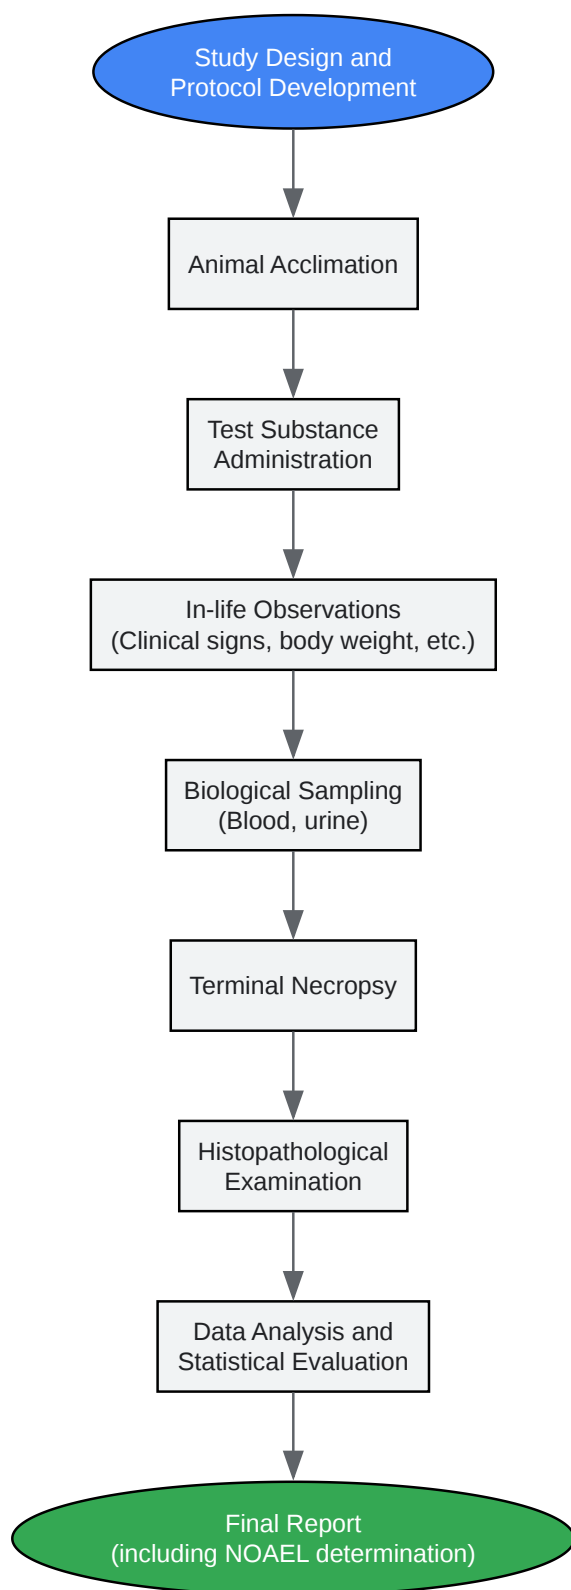 Study Design and
Protocol Development
Animal Acclimation
Test Substance
Administration
In-life Observations
(Clinical signs, body weight, etc.)
Biological Sampling
(Blood, urine)
Terminal Necropsy
Histopathological
Examination
Data Analysis and
Statistical Evaluation
Final Report
(including NOAEL determination)